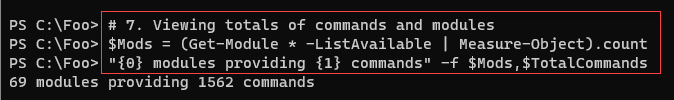 PS C:\Foo> # 7. Viewing totals of commands and modules
PS C:\Foo> $Mods = (Get-Module * -ListAvailable | Measure-Object).count
PS C:\Foo> "{0} modules providing {1} commands" -f $Mods,$TotalCommands
69 modules providing 1562 commands